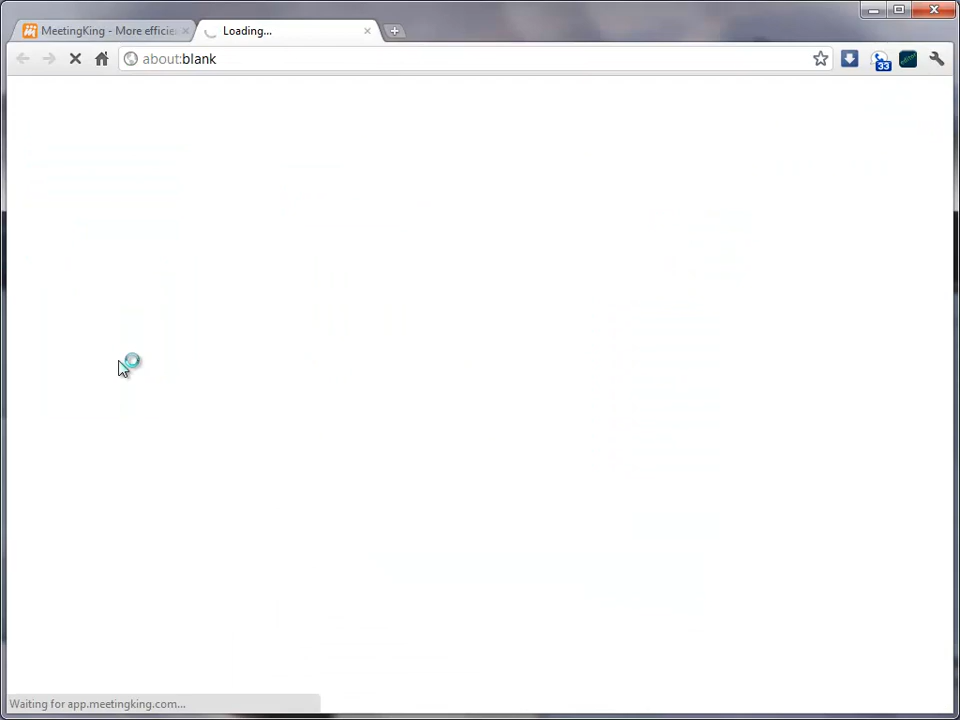 MeetingKing - More efficie
Loading...
about:blank
33
Waiting for app.meetingking.com...